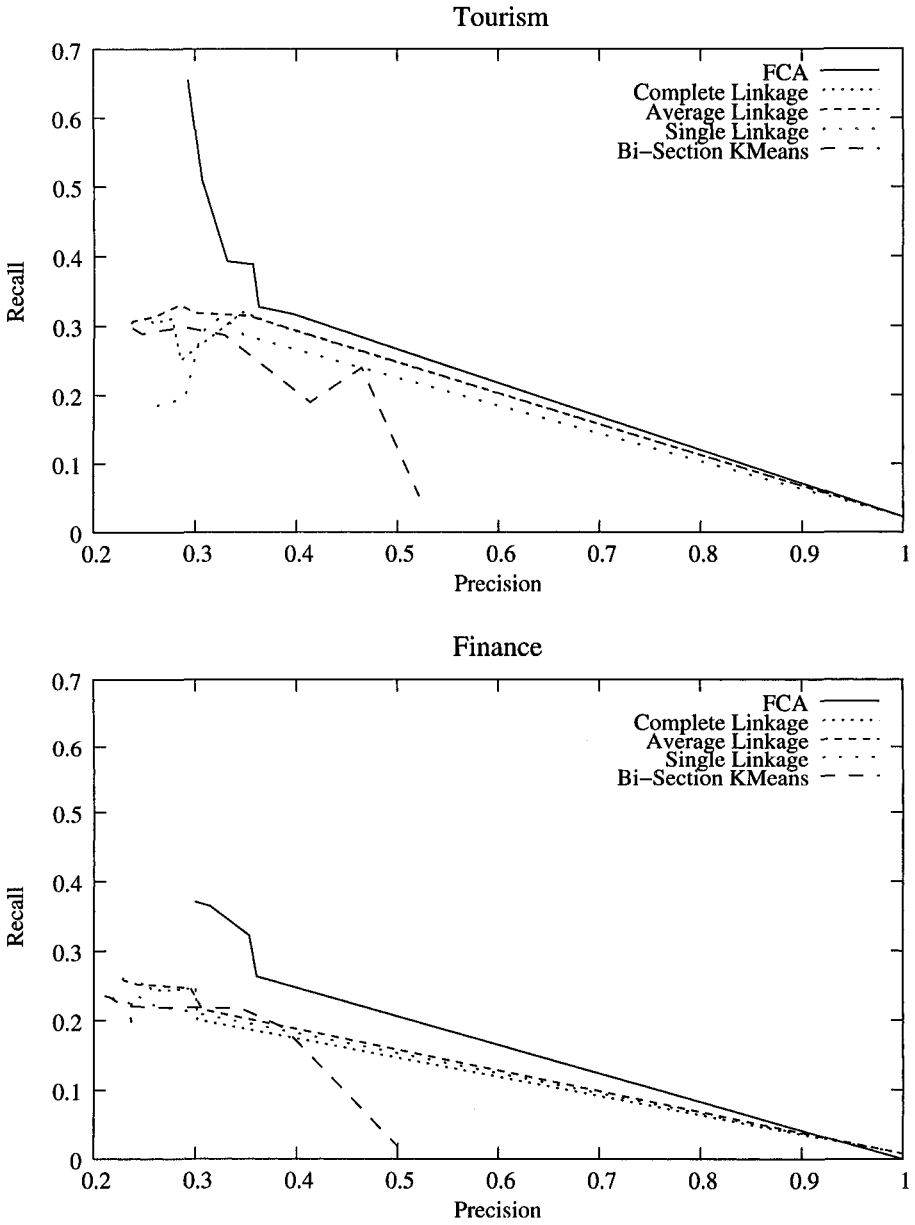 Tourism
0.7
0.6
0.5
0.4
0.3
0.2
0.1
0
Recall
FCA
Complete Linkage
Average Linkage
Single Linkage
Bi-Section KMeans
0.2 0.3 0.4 0.5 0.6 0.7 0.8 0.9 1
Precision
Finance
0.7
0.6
0.5
0.4
0.3
0.2
0.1
0
Recall
FCA
Complete Linkage
Average Linkage
Single Linkage
Bi-Section KMeans
0.2 0.3 0.4 0.5 0.6 0.7 0.8 0.9 1
Precision